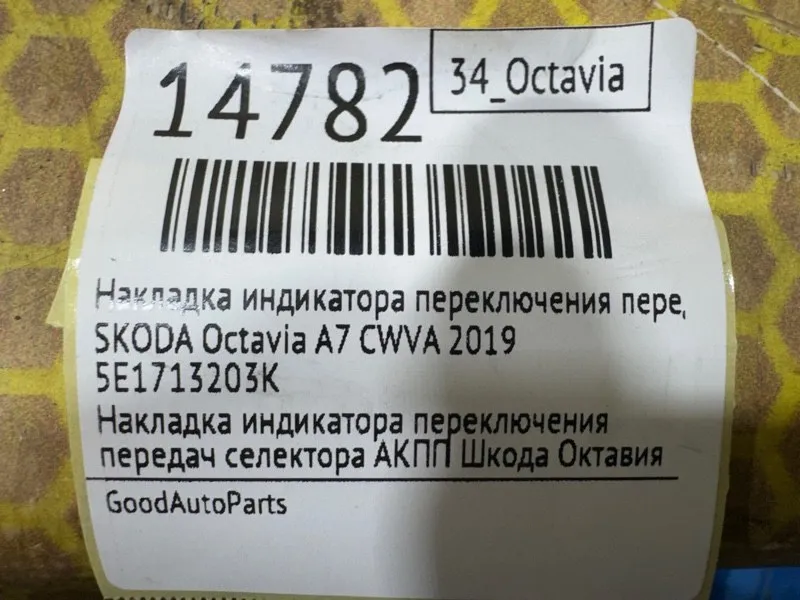 14782
34_Octavia
Накладка индикатора переключения пере,
SKODA Octavia A7 CWVA 2019
5E1713203K
Накладка индикатора переключения
передач селектора АКПП Шкода Октавия
GoodAutoParts